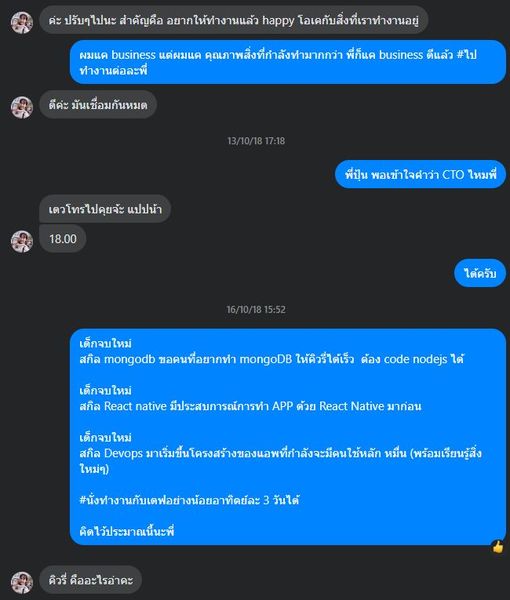 ค่ะ ปรับๆไปนะ สำคัญคือ อยากให้ทำงานแล้ว happy โอเคกับสิ่งที่เราทำงานอยู่
ผมแค business แต่ผมแค คุณภาพสิ่งที่กำลังทำมากกว่า พี่ก็แค business ดีแล้ว #ไป
ทำงานต่อละพี่
ดีค่ะ มันเชื่อมกันหมด
13/10/18 17:18
พี่ปุ้น พอเข้าใจคำว่า CTO ไหมพี่
เดวโทรไปคุยจ้ะ แปปน้า
18.00
ได้ครับ
16/10/18 15:52
เด็กจบใหม่
สกิล mongodb ขอคนที่อยากทำ mongoDB ให้คิวรี่ได้เร็ว ต้อง code nodejs ได้
เด็กจบใหม่
สกิล React native มีประสบการณ์การทำ APP ด้วย React Native มาก่อน
เด็กจบใหม่
สกิล Devops มาเริ่มขึ้นโครงสร้างของแอพที่กำลังจะมีคนใช้หลัก หมื่น (พร้อมเรียนรู้สิ่ง
ใหม่ๆ)
#นั่งทำงานกับเตฟอย่างน้อยอาทิตย์ละ 3 วันได้
คิดไว้ประมาณนี้นะพี่
คิวรี่ คืออะไรอ่าคะ